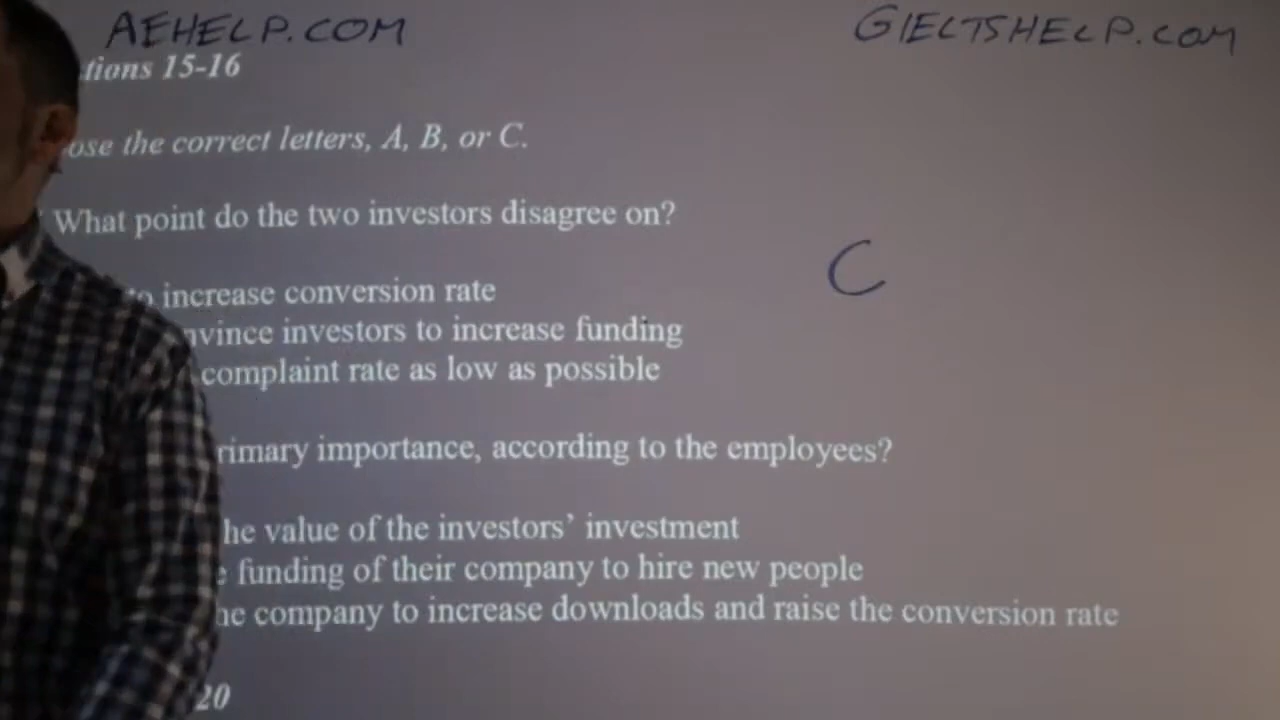 AEHELP.COM
GIELTSHELP.COM
tions 15-16
ose the correct letters, A, B, or C.
What point do the two investors disagree on?
C
to increase conversion rate
nvince investors to increase funding
complaint rate as low as possible
rimary importance, according to the employees?
he value of the investors' investment
e funding of their company to hire new people
he company to increase downloads and raise the conversion rate
20